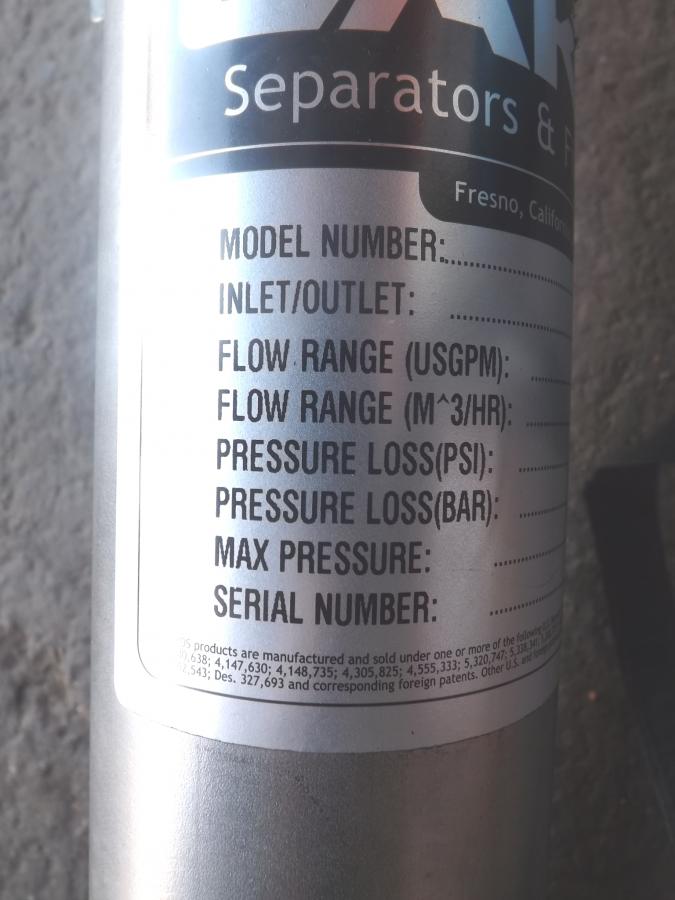 Separators &
Fresno, California
MODEL NUMBER:
INLET/OUTLET:
FLOW RANGE (USGPM):
FLOW RANGE (M^3/HR):
PRESSURE LOSS(PSI):
PRESSURE LOSS(BAR):
MAX PRESSURE:
SERIAL NUMBER:
products are manufactured and sold under one or more of the following
4,147,630; 4,148,735; 4,305,825; 4,555,333; 5,320,747;
Des. 327,693 and corresponding foreign patents. Other U.S. and